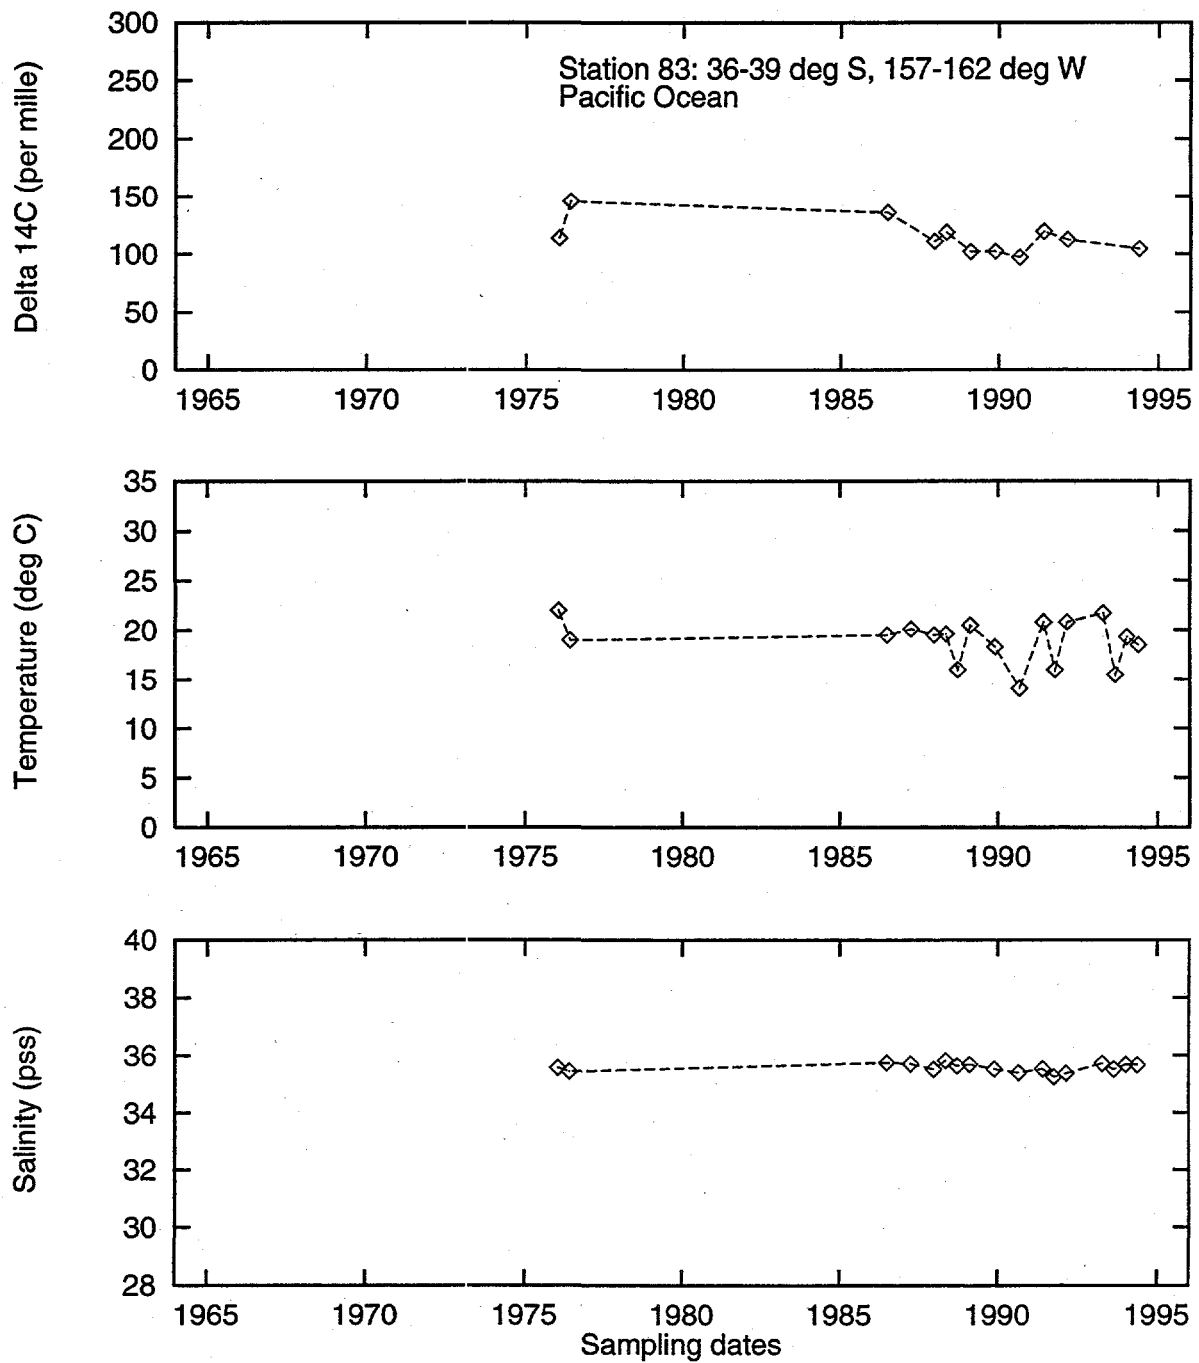 300
250
200
150
100
50
0
Delta 14C (per mille)
Station 83: 36-39 deg S, 157-162 deg W
Pacific Ocean
1965 1970 1975 1980 1985 1990 1995
35
30
25
20
15
10
5
0
Temperature (deg C)
1965 1970 1975 1980 1985 1990 1995
40
38
36
34
32
30
28
Salinity (pss)
1965 1970 1975 1980 1985 1990 1995
Sampling dates